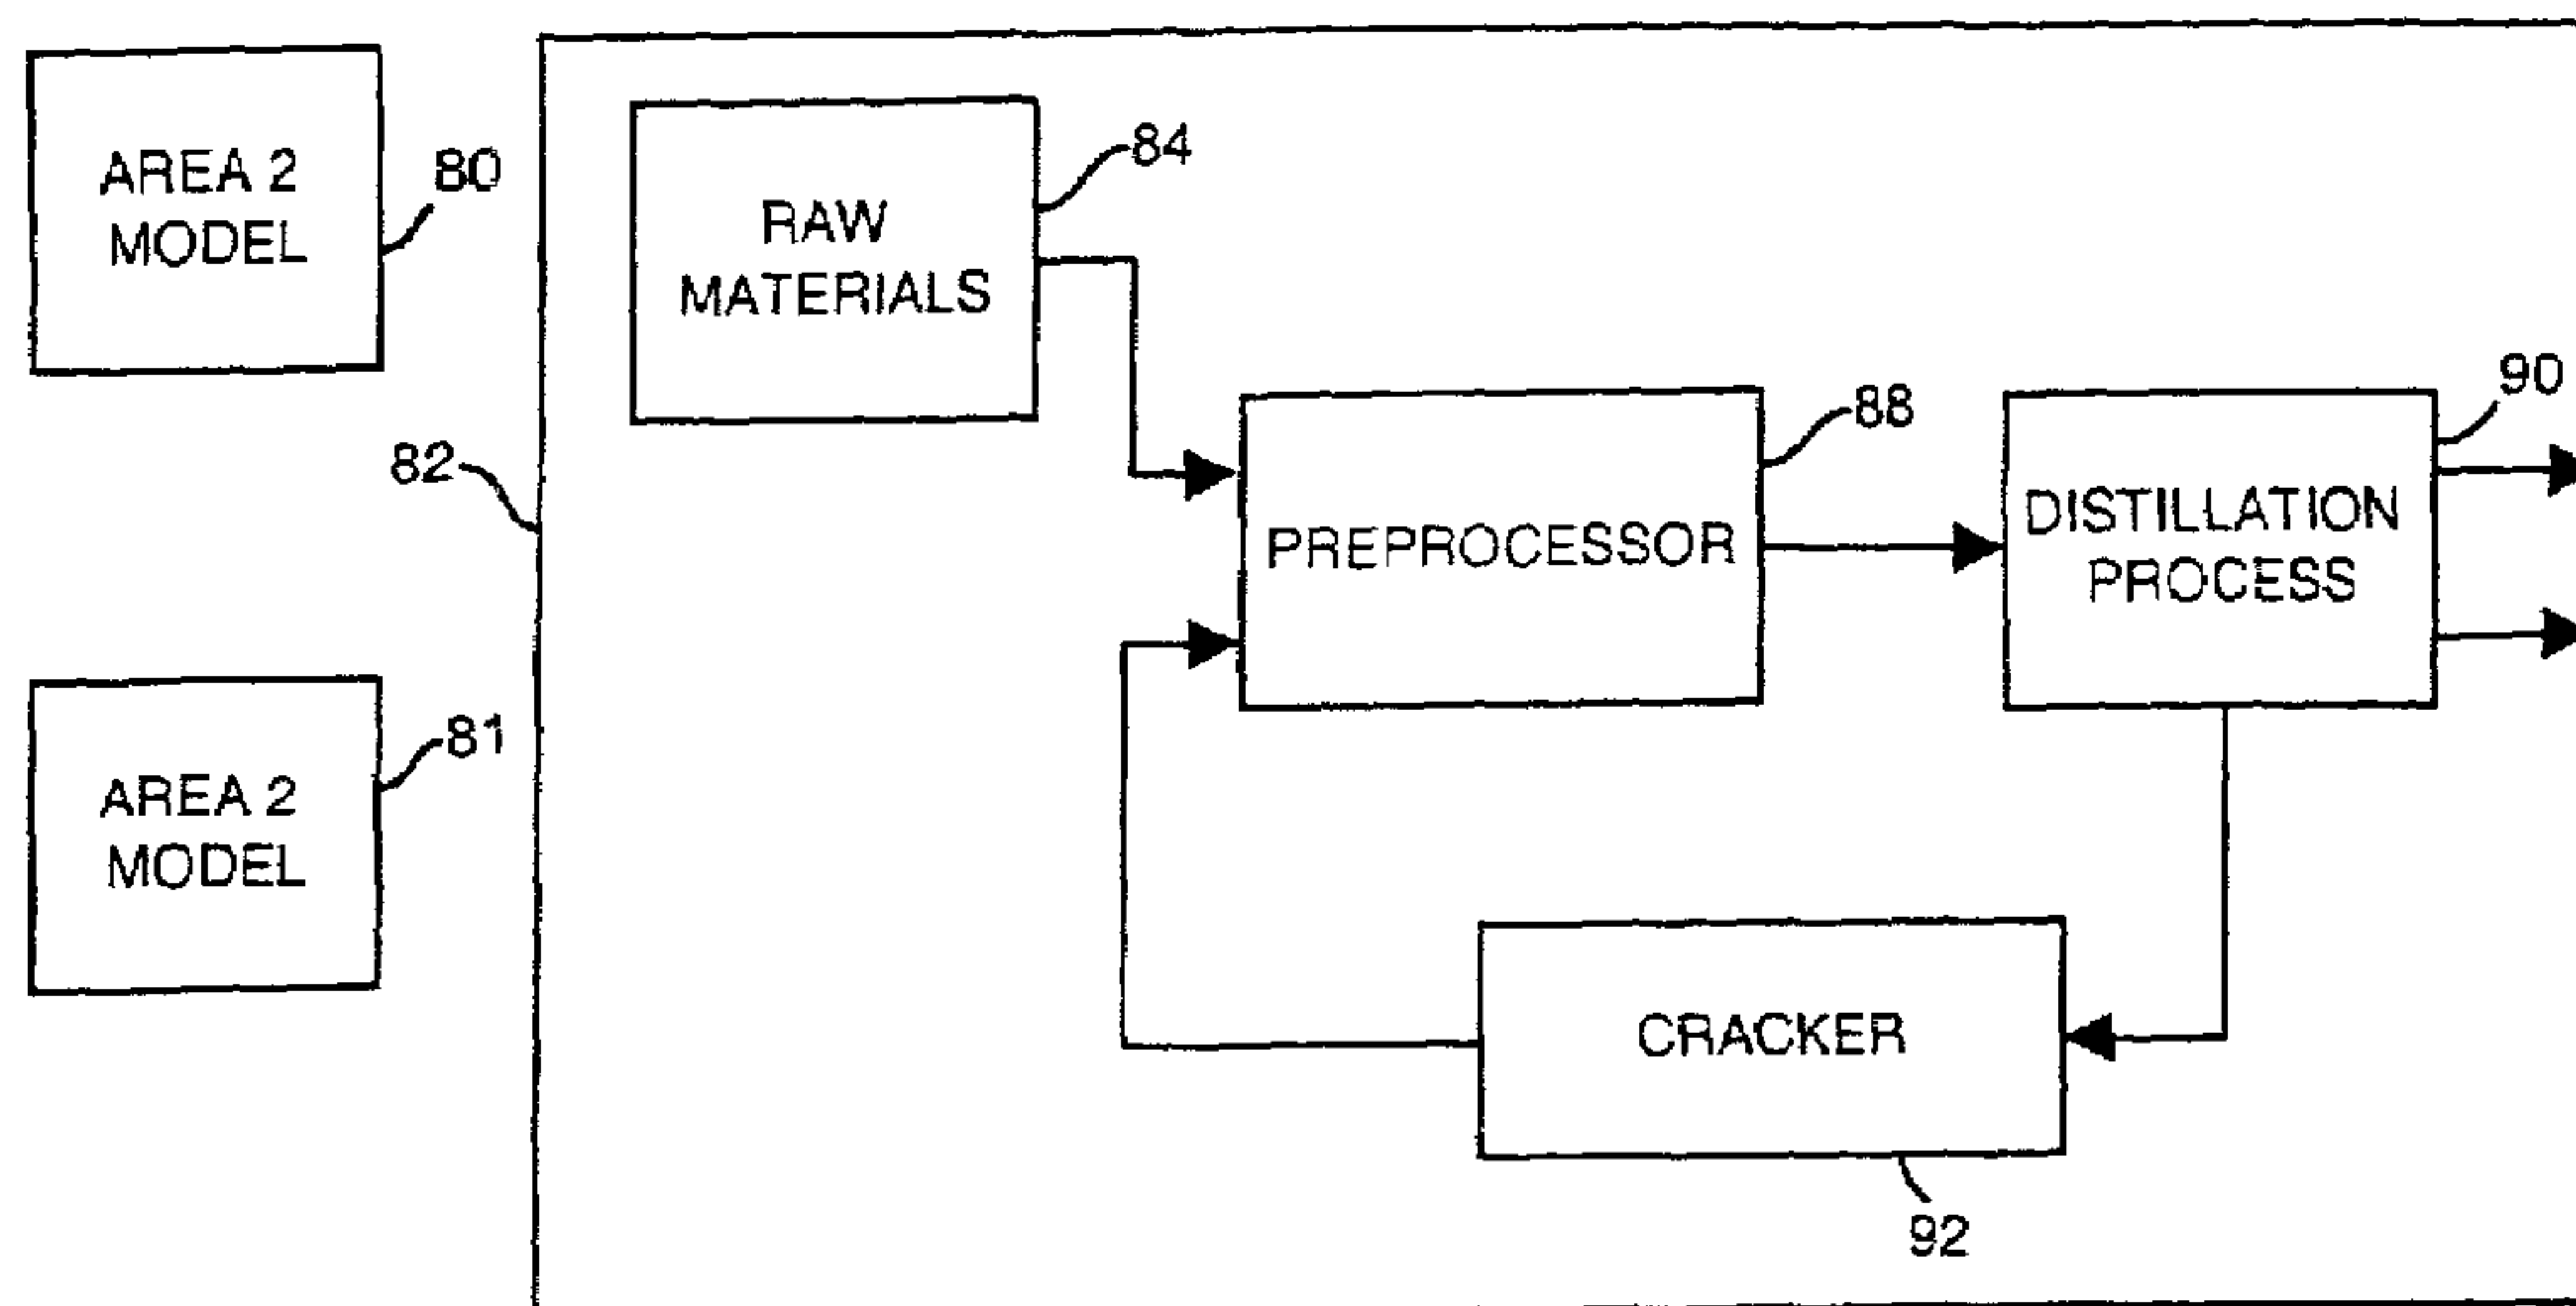 AREA 2
MODEL
80
82
AREA 2
MODEL
81
RAW
MATERIALS
84
PREPROCESSOR
88
DISTILLATION
PROCESS
90
CRACKER
92